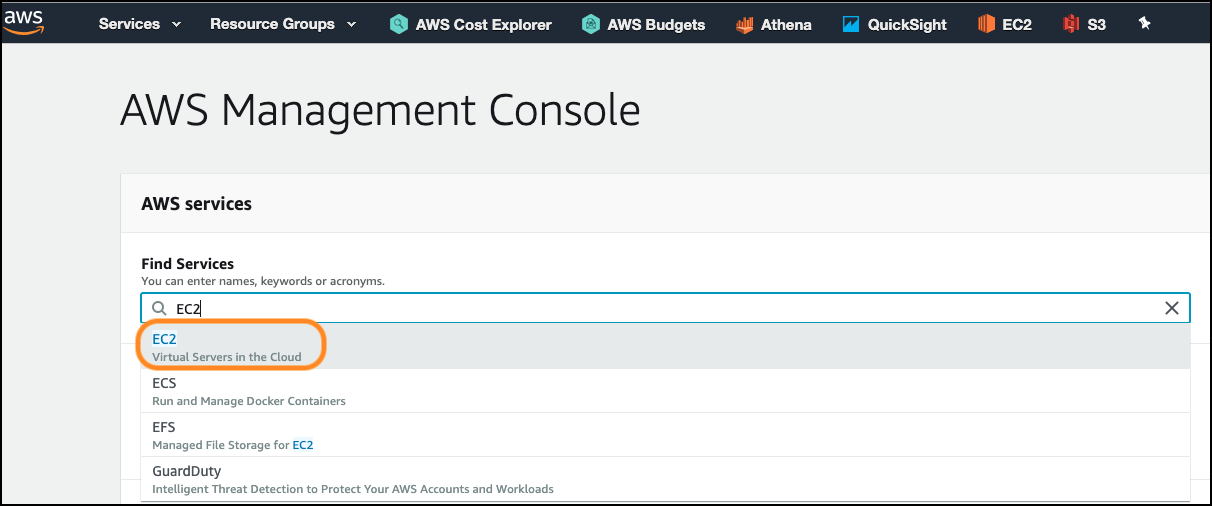 aws Services Resource Groups AWS Cost Explorer AWS Budgets Athena QuickSight EC2 S3
AWS Management Console
AWS services
Find Services
You can enter names, keywords or acronyms.
EC2
EC2
Virtual Servers in the Cloud
ECS
Run and Manage Docker Containers
EFS
Managed File Storage for EC2
GuardDuty
Intelligent Threat Detection to Protect Your AWS Accounts and Workloads